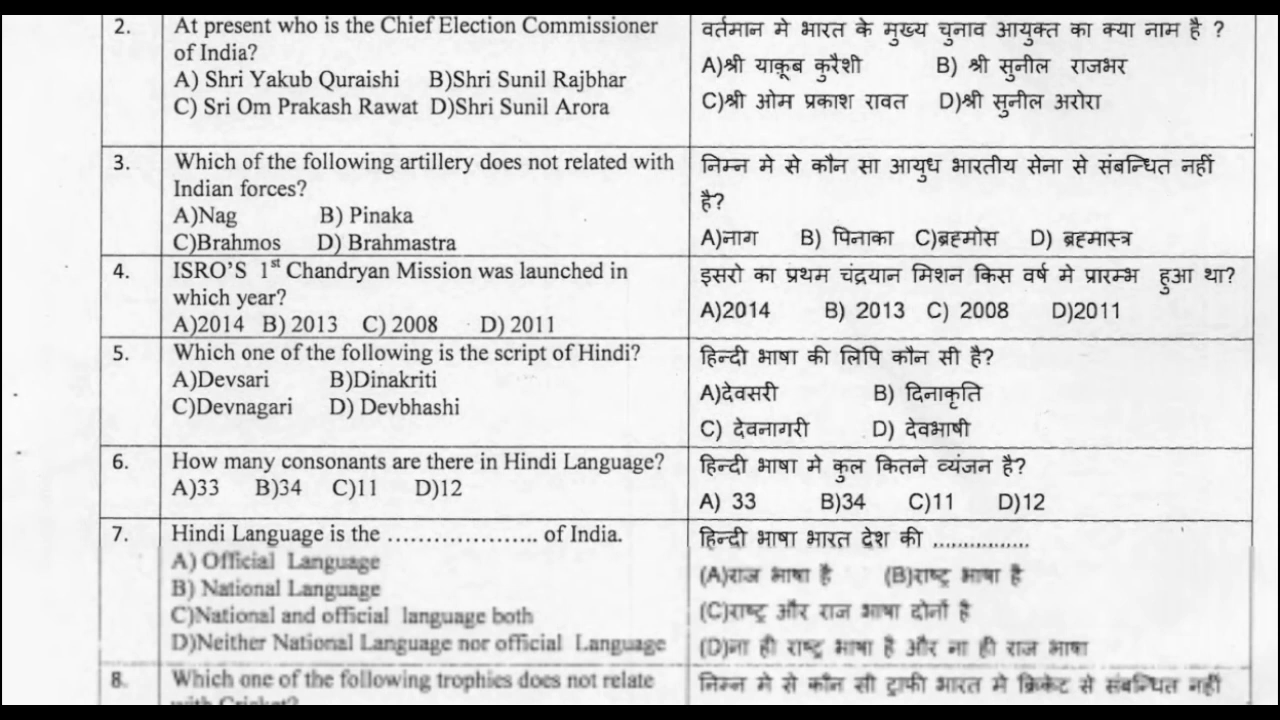 2.
At present who is the Chief Election Commissioner
of India?
A) Shri Yakub Quraishi B)Shri Sunil Rajbhar
C) Sri Om Prakash Rawat D)Shri Sunil Arora
वर्तमान मे भारत के मुख्य चुनाव आयुक्त का क्या नाम है ?
A)श्री याक़ूब कुरैशी B) श्री सुनील राजभर
C)श्री ओम प्रकाश रावत D)श्री सुनील अरोरा
3.
Which of the following artillery does not related with
Indian forces?
A)Nag B) Pinaka
C)Brahmos D) Brahmastra
निम्न मे से कौन सा आयुध भारतीय सेना से संबन्धित नहीं
है?
A)नाग B) पिनाका C)ब्रहमोस D) ब्रहमास्त्र
4.
ISRO'S 1st Chandryan Mission was launched in
which year?
A)2014 B) 2013 C) 2008 D) 2011
इसरो का प्रथम चंद्रयान मिशन किस वर्ष मे प्रारम्भ हुआ था?
A)2014 B) 2013 C) 2008 D)2011
5.
Which one of the following is the script of Hindi?
A)Devsari B)Dinakriti
C)Devnagari D) Devbhashi
हिन्दी भाषा की लिपि कौन सी है?
A)देवसरी B) दिनाकृति
C) देवनागरी D) देवभाषी
6.
How many consonants are there in Hindi Language?
A)33 B)34 C)11 D)12
हिन्दी भाषा मे कुल कितने व्यंजन है?
A) 33 B)34 C)11 D)12
7.
Hindi Language is the ………………….. of India.
A) Official Language
B) National Language
C)National and official language both
D)Neither National Language nor official Language
हिन्दी भाषा भारत देश की ...............
(A)राज भाषा है (B)राष्ट्र भाषा है
(C)राष्ट्र और राज भाषा दोनों है
(D)ना ही राष्ट्र भाषा है और ना ही राज भाषा
8.
Which one of the following trophies does not relate
with Cricket?
निम्न मे से कौन सी ट्राफी भारत मे क्रिकेट से संबन्धित नहीं